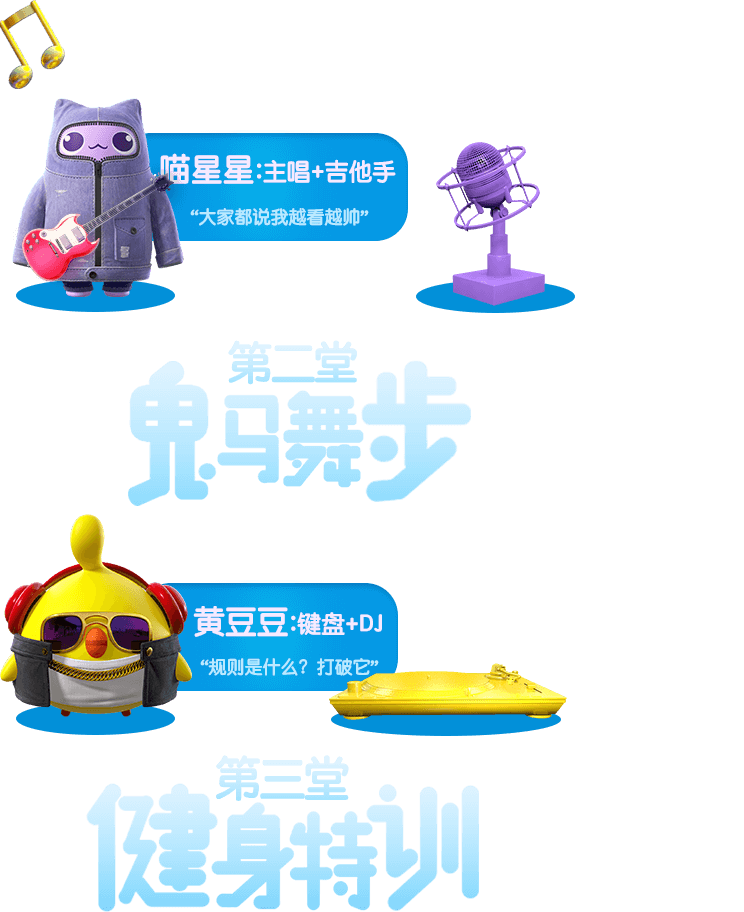 喵星星:主唱+吉他手
“大家都说我越看越帅”
第二堂
鬼马舞步
黄豆豆:键盘+DJ
“规则是什么？打破它”
第三堂
健身特训